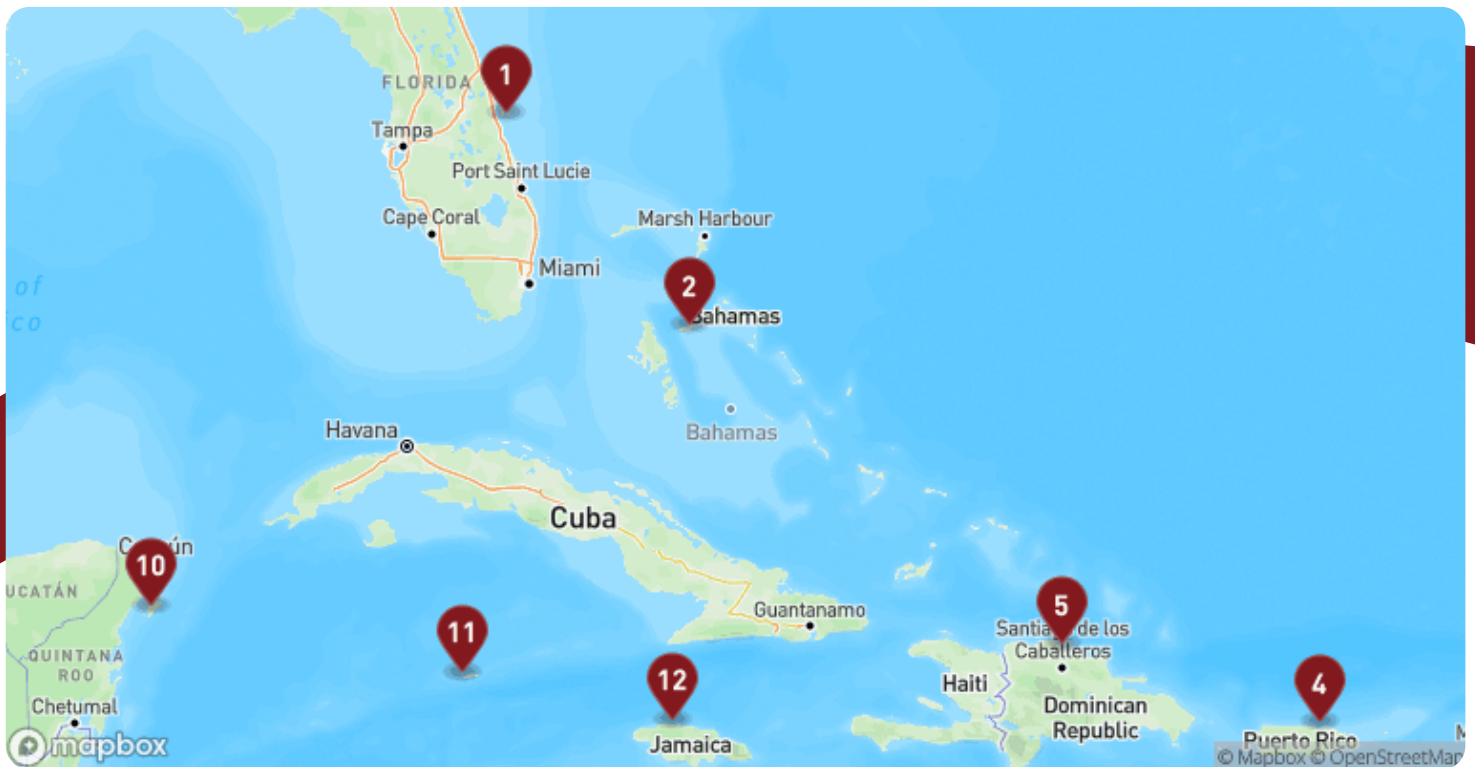 1
FLORIDA
Tampa
Port Saint Lucie
Cape Coral
Marsh Harbour
Miami
of
ico
2
Bahamas
Havana
Bahamas
Cuba
10
UCATÁN
QUINTANA
ROO
Chetumal
11
12
Guantanamo
5
Santiago de los
Caballeros
Haiti
Dominican
Republic
4
Jamaica
Puerto Rico
mapbox
© Mapbox © OpenStreetMap